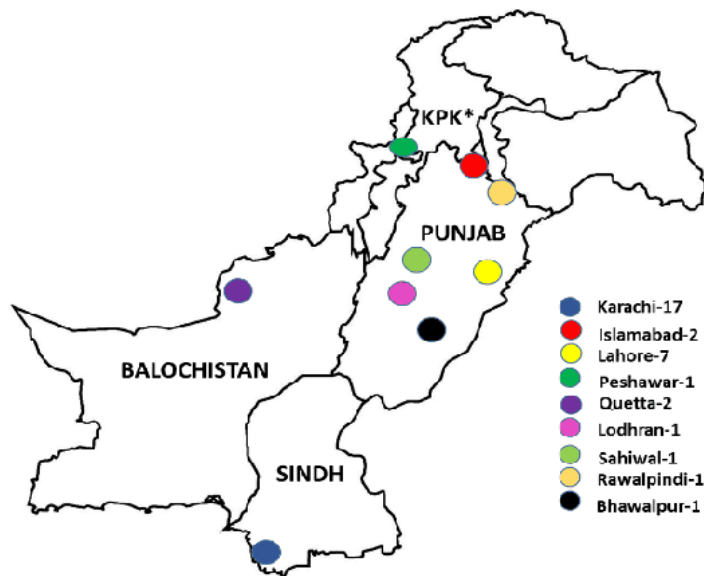 KPK*
PUNJAB
BALOCHISTAN
SINDH
Karachi-17
Islamabad-2
Lahore-7
Peshawar-1
Quetta-2
Lodhran-1
Sahiwal-1
Rawalpindi-1
Bhawalpur-1